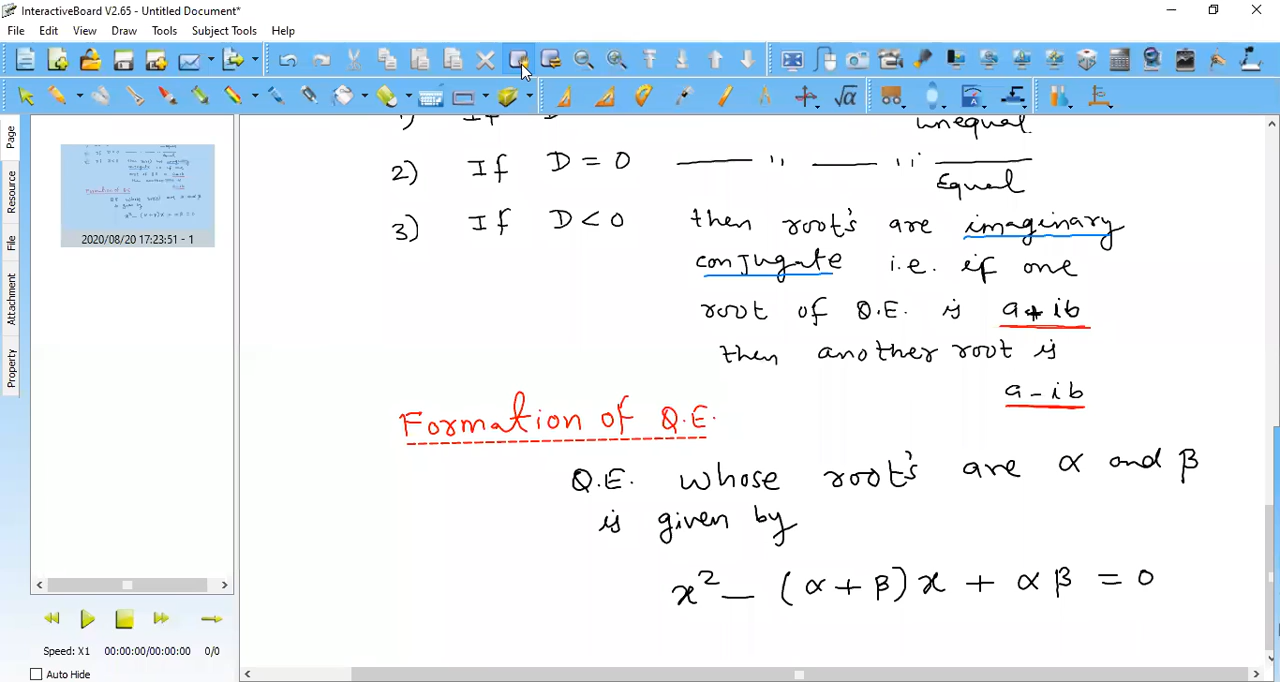 InteractiveBoard V2.65 - Untitled Document*
File Edit View Draw Tools Subject Tools Help
Page
Resource
File
Attachment
Property
2020/08/20 17:23:51 - 1
Speed: X1 00:00:00/00:00:00 0/0
Auto Hide
1) If D
unequal
2) If D = 0 —— ,, —— ,,
Equal
3) If D < 0 then root's are imaginary
conjugate i.e. if one
root of Q.E. is a + ib
then another root is
a - ib
Formation of Q.E.
Q.E. whose root's are α and β
is given by
x² - (α + β) x + α β = 0